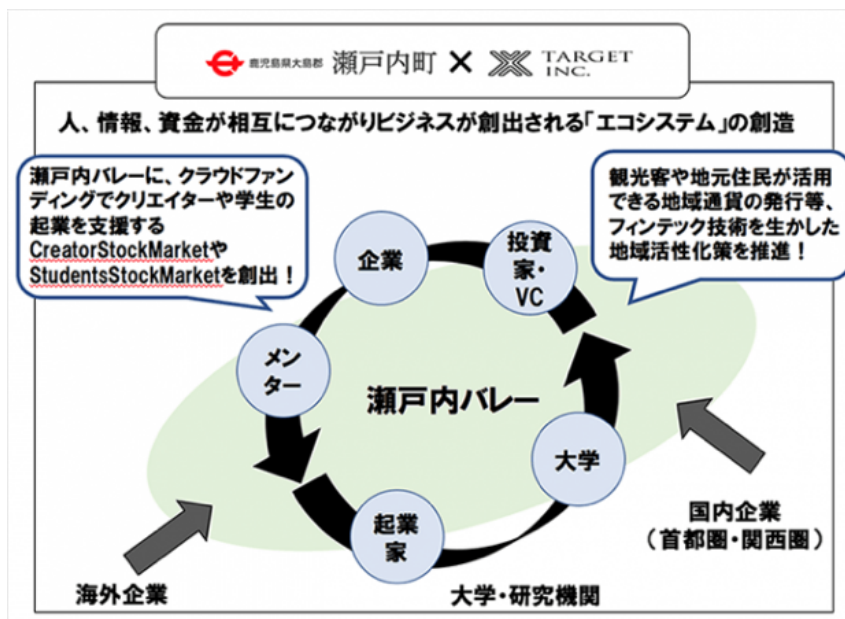 鹿児島県大島郡 瀬戸内町 × TARGET
INC.
人、情報、資金が相互につながりビジネスが創出される「エコシステム」の創造
瀬戸内バレーに、クラウドファン
ディングでクリエイターや学生の
起業を支援する
CreatorStockMarketや
StudentsStockMarketを創出！
観光客や地元住民が活用
できる地域通貨の発行等、
フィンテック技術を生かした
地域活性化策を推進！
企業
投資
家・
VC
メン
ター
瀬戸内バレー
大学
起業
家
国内企業
（首都圏・関西圏）
海外企業
大学・研究機関